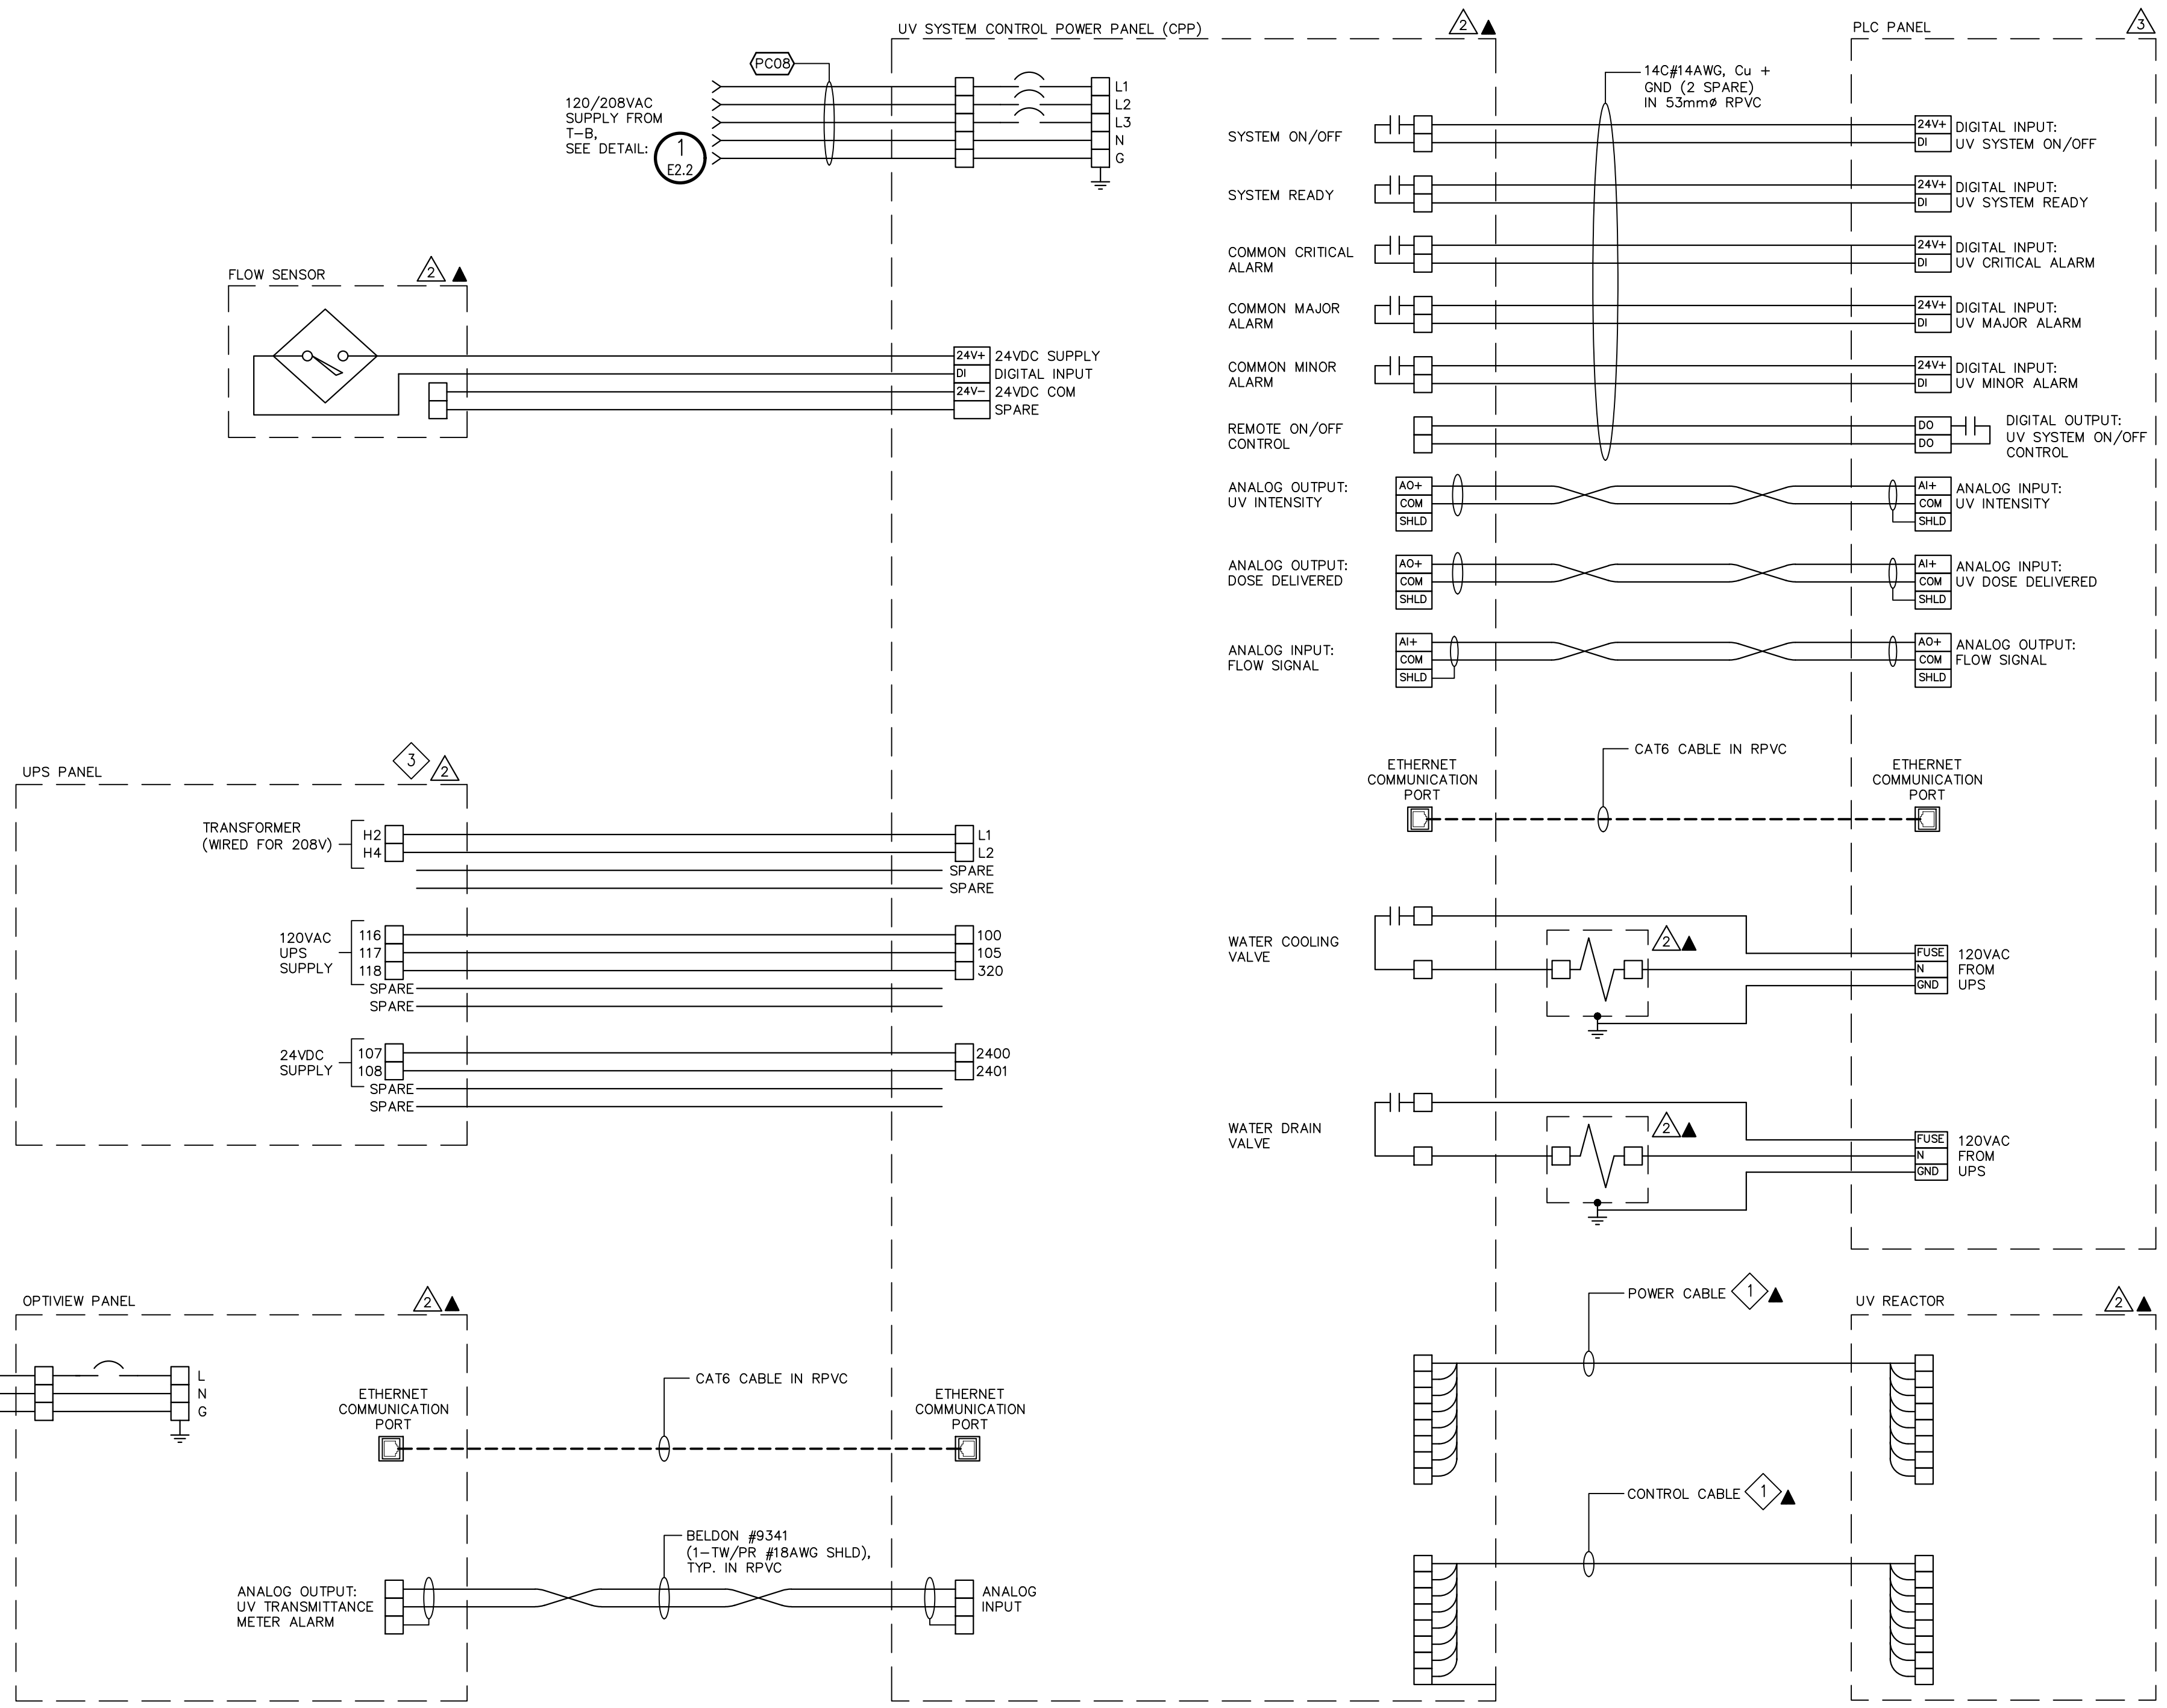 UV SYSTEM CONTROL POWER PANEL (CPP)
2
PLC PANEL
3
PC08
120/208VAC
SUPPLY FROM
T-B,
SEE DETAIL:
1
E2.2
L1
L2
L3
N
G
14C#14AWG, Cu +
GND (2 SPARE)
IN 53mmø RPVC
SYSTEM ON/OFF
24V+
DI
DIGITAL INPUT:
UV SYSTEM ON/OFF
SYSTEM READY
24V+
DI
DIGITAL INPUT:
UV SYSTEM READY
COMMON CRITICAL
ALARM
24V+
DI
DIGITAL INPUT:
UV CRITICAL ALARM
COMMON MAJOR
ALARM
24V+
DI
DIGITAL INPUT:
UV MAJOR ALARM
COMMON MINOR
ALARM
24V+
DI
DIGITAL INPUT:
UV MINOR ALARM
REMOTE ON/OFF
CONTROL
DO
DO
DIGITAL OUTPUT:
UV SYSTEM ON/OFF
CONTROL
FLOW SENSOR
2
24V+
DI
24V-
24VDC SUPPLY
DIGITAL INPUT
24VDC COM
SPARE
ANALOG OUTPUT:
UV INTENSITY
AO+
COM
SHLD
AI+
COM
SHLD
ANALOG INPUT:
UV INTENSITY
ANALOG OUTPUT:
DOSE DELIVERED
AO+
COM
SHLD
AI+
COM
SHLD
ANALOG INPUT:
UV DOSE DELIVERED
ANALOG INPUT:
FLOW SIGNAL
AI+
COM
SHLD
AO+
COM
SHLD
ANALOG OUTPUT:
FLOW SIGNAL
CAT6 CABLE IN RPVC
ETHERNET
COMMUNICATION
PORT
ETHERNET
COMMUNICATION
PORT
UPS PANEL
3
2
TRANSFORMER
(WIRED FOR 208V)
H2
H4
L1
L2
SPARE
SPARE
120VAC
UPS
SUPPLY
116
117
118
SPARE
SPARE
100
105
320
24VDC
SUPPLY
107
108
SPARE
SPARE
2400
2401
WATER COOLING
VALVE
2
FUSE
N
GND
120VAC
FROM
UPS
WATER DRAIN
VALVE
2
FUSE
N
GND
120VAC
FROM
UPS
OPTIVIEW PANEL
2
L
N
G
CAT6 CABLE IN RPVC
ETHERNET
COMMUNICATION
PORT
ETHERNET
COMMUNICATION
PORT
BELDON #9341
(1-TW/PR #18AWG SHLD),
TYP. IN RPVC
ANALOG OUTPUT:
UV TRANSMITTANCE
METER ALARM
ANALOG
INPUT
POWER CABLE
1
UV REACTOR
2
CONTROL CABLE
1